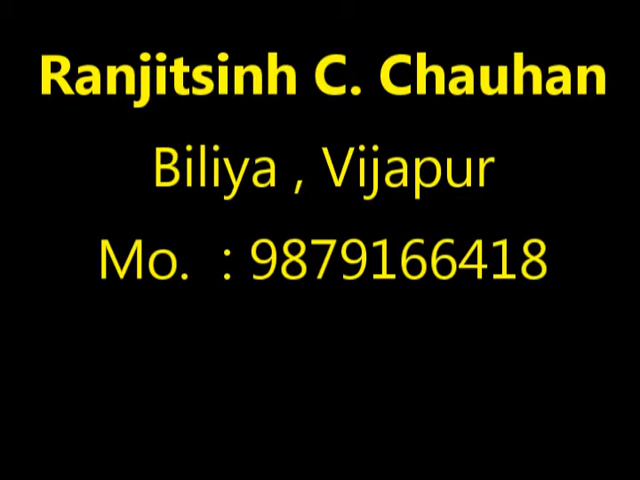 Ranjitsinh C. Chauhan
Biliya , Vijapur
Mo.  : 9879166418